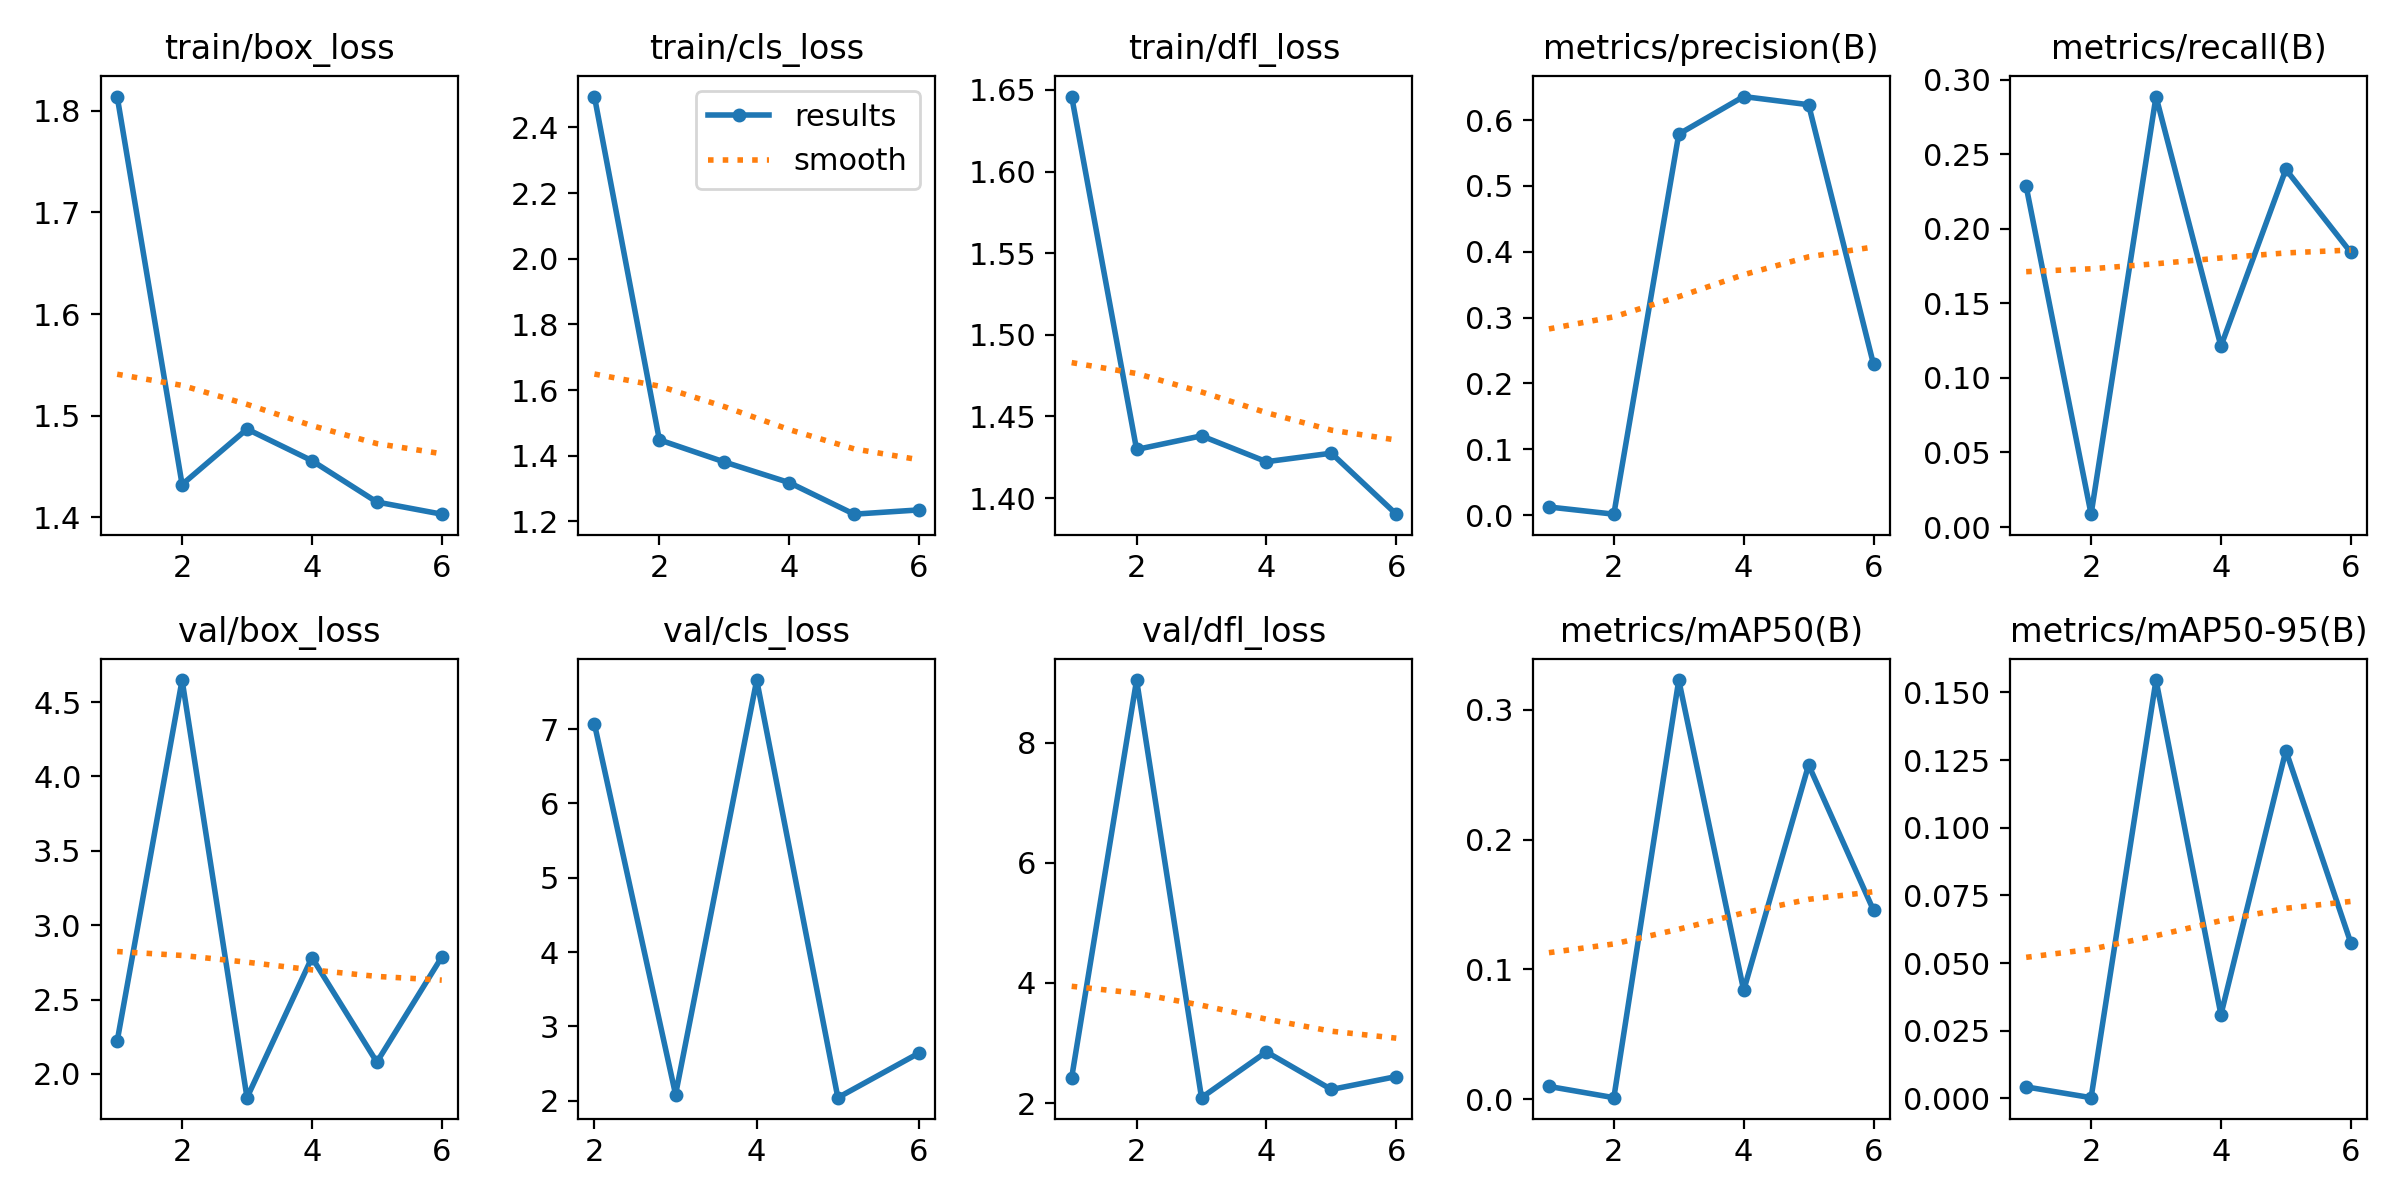 train/box_loss
train/cls_loss
train/dfl_loss
metrics/precision(B)
metrics/recall(B)
1.8
1.7
1.6
1.5
1.4
2 4 6
2.4
2.2
2.0
1.8
1.6
1.4
1.2
results
smooth
2 4 6
1.65
1.60
1.55
1.50
1.45
1.40
2 4 6
0.6
0.5
0.4
0.3
0.2
0.1
0.0
2 4 6
0.30
0.25
0.20
0.15
0.10
0.05
0.00
2 4 6
val/box_loss
val/cls_loss
val/dfl_loss
metrics/mAP50(B)
metrics/mAP50-95(B)
4.5
4.0
3.5
3.0
2.5
2.0
2 4 6
7
6
5
4
3
2
2 4 6
8
6
4
2
2 4 6
0.3
0.2
0.1
0.0
2 4 6
0.150
0.125
0.100
0.075
0.050
0.025
0.000
2 4 6